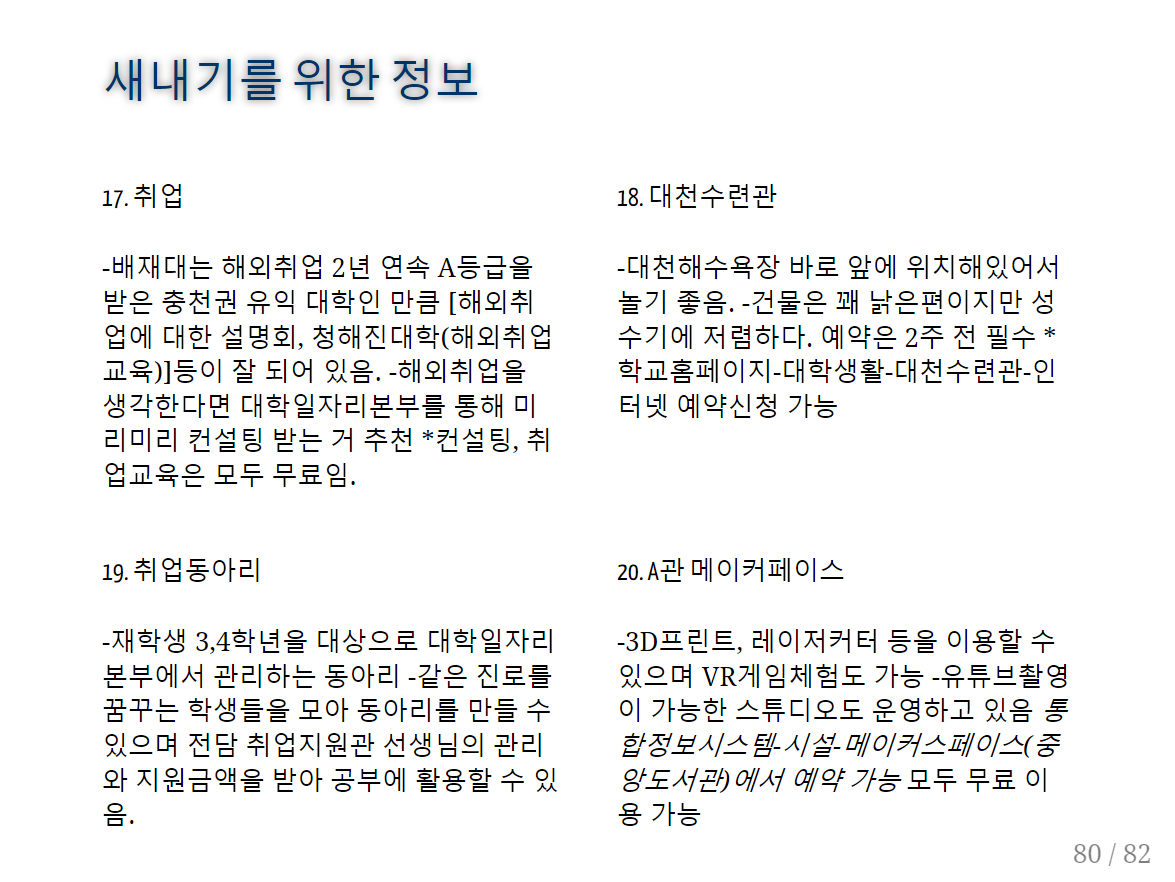 새내기를 위한 정보
17. 취업
-배재대는 해외취업 2년 연속 A등급을
받은 충천권 유익 대학인 만큼 [해외취
업에 대한 설명회, 청해진대학(해외취업
교육)]등이 잘 되어 있음. -해외취업을
생각한다면 대학일자리본부를 통해 미
리미리 컨설팅 받는 거 추천 *컨설팅, 취
업교육은 모두 무료임.
18. 대천수련관
-대천해수욕장 바로 앞에 위치해있어서
놀기 좋음. -건물은 꽤 낡은편이지만 성
수기에 저렴하다. 예약은 2주 전 필수 *
학교홈페이지-대학생활-대천수련관-인
터넷 예약신청 가능
19. 취업동아리
-재학생 3,4학년을 대상으로 대학일자리
본부에서 관리하는 동아리 -같은 진로를
꿈꾸는 학생들을 모아 동아리를 만들 수
있으며 전담 취업지원관 선생님의 관리
와 지원금액을 받아 공부에 활용할 수 있
음.
20. A관 메이커페이스
-3D프린트, 레이저커터 등을 이용할 수
있으며 VR게임체험도 가능 -유튜브촬영
이 가능한 스튜디오도 운영하고 있음 통
합정보시스템-시설-메이커스페이스(중
앙도서관)에서 예약 가능 모두 무료 이
용 가능
80 / 82